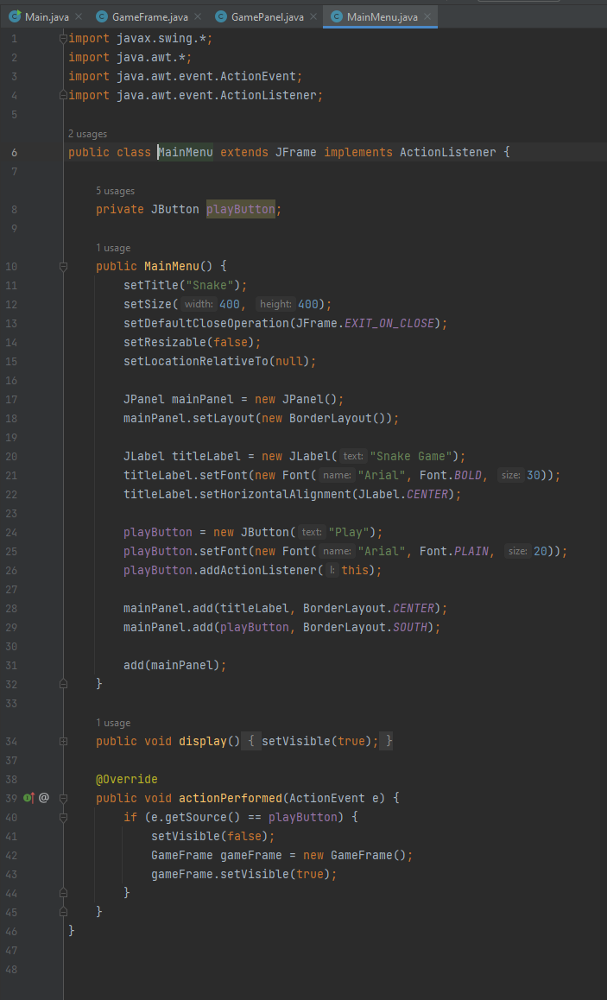 Main.java GameFrame.java GamePanel.java MainMenu.java
1 import javax.swing.*;
2 import java.awt.*;
3 import java.awt.event.ActionEvent;
4 import java.awt.event.ActionListener;
5
2 usages
6 public class MainMenu extends JFrame implements ActionListener {
7
5 usages
8 private JButton playButton;
9
1 usage
10 public MainMenu() {
11 setTitle("Snake");
12 setSize( width: 400, height: 400);
13 setDefaultCloseOperation(JFrame.EXIT_ON_CLOSE);
14 setResizable(false);
15 setLocationRelativeTo(null);
16
17 JPanel mainPanel = new JPanel();
18 mainPanel.setLayout(new BorderLayout());
19
20 JLabel titleLabel = new JLabel( text: "Snake Game");
21 titleLabel.setFont(new Font( name: "Arial", Font.BOLD, size: 30));
22 titleLabel.setHorizontalAlignment(JLabel.CENTER);
23
24 playButton = new JButton( text: "Play");
25 playButton.setFont(new Font( name: "Arial", Font.PLAIN, size: 20));
26 playButton.addActionListener( l: this);
27
28 mainPanel.add(titleLabel, BorderLayout.CENTER);
29 mainPanel.add(playButton, BorderLayout.SOUTH);
30
31 add(mainPanel);
32 }
33
1 usage
34 public void display() { setVisible(true); }
37
38 @Override
39 @ public void actionPerformed(ActionEvent e) {
40 if (e.getSource() == playButton) {
41 setVisible(false);
42 GameFrame gameFrame = new GameFrame();
43 gameFrame.setVisible(true);
44 }
45 }
46 }
47
48